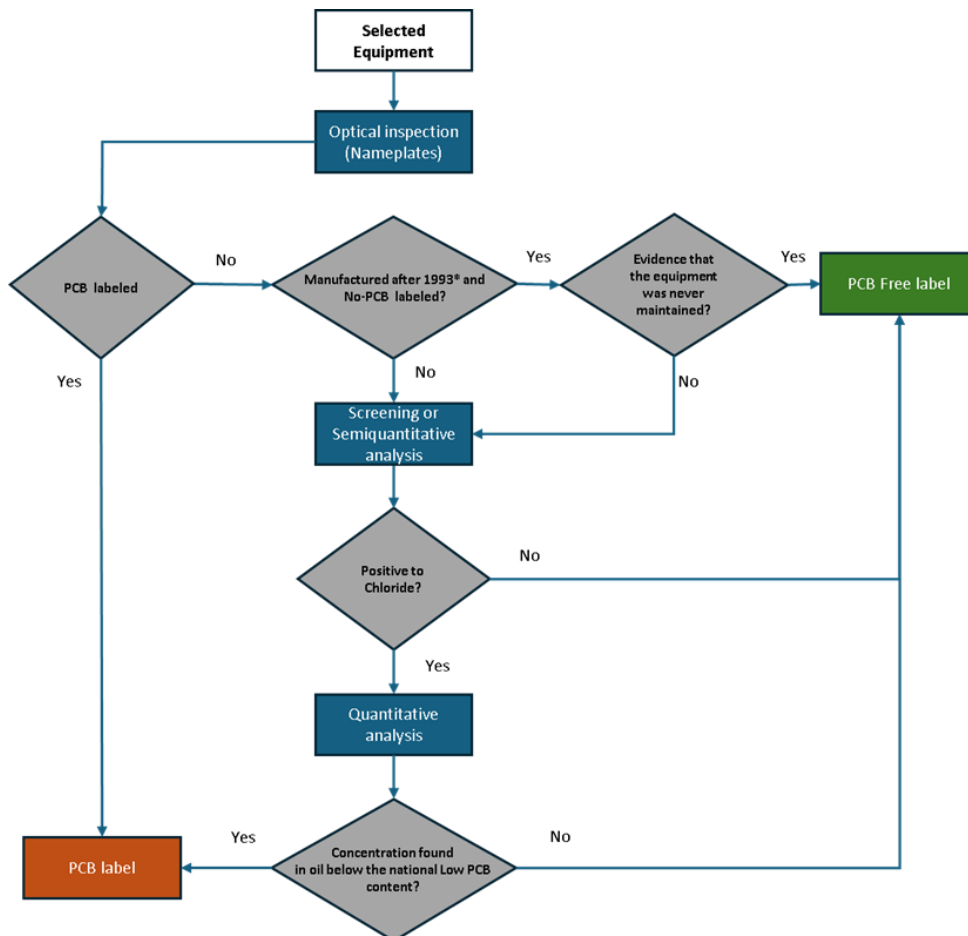 Selected
Equipment
Optical inspection
(Nameplates)
PCB labeled
No
Manufactured after 1993* and
No-PCB labeled?
Yes
Evidence that
the equipment
was never
maintained?
Yes
PCB Free label
Yes
No
No
Screening or
Semiquantitative
analysis
Positive to
Chloride?
No
Yes
Quantitative
analysis
Concentration found
in oil below the national Low PCB
content?
Yes
No
PCB label